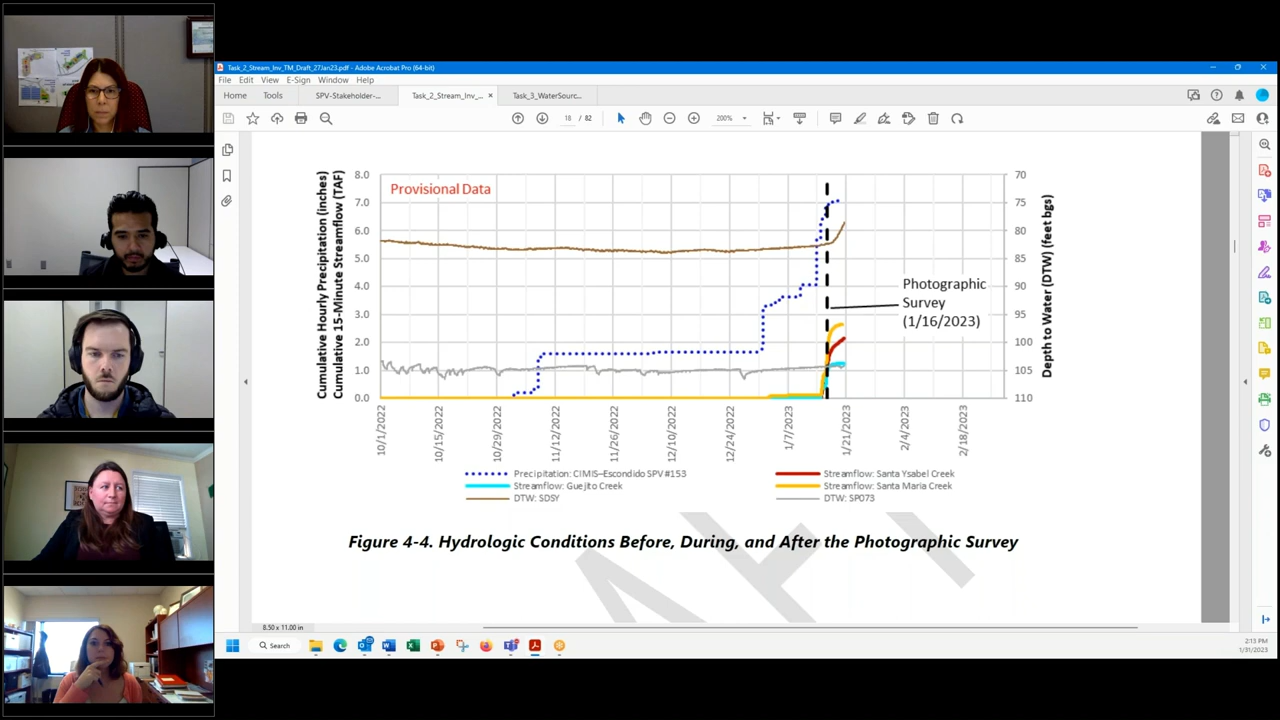 Task_2_Stream_Inv_TM_Draft_27Jan23.pdf - Adobe Acrobat Pro (64-bit)
File Edit View E-Sign Window Help
Home Tools SPV-Stakeholder-... Task_2_Stream_Inv_... × Task_3_WaterSourc...
18 / 82 200%
Cumulative Hourly Precipitation (inches)
Cumulative 15-Minute Streamflow (TAF)
8.0
7.0
6.0
5.0
4.0
3.0
2.0
1.0
0.0
Provisional Data
Photographic
Survey
(1/16/2023)
70
75
80
85
90
95
100
105
110
Depth to Water (DTW) (feet bgs)
10/1/2022
10/15/2022
10/29/2022
11/12/2022
11/26/2022
12/10/2022
12/24/2022
1/7/2023
1/21/2023
2/4/2023
2/18/2023
Precipitation: CIMIS–Escondido SPV #153
Streamflow: Santa Ysabel Creek
Streamflow: Guejito Creek
Streamflow: Santa Maria Creek
DTW: SDSY
DTW: SP073
Figure 4-4. Hydrologic Conditions Before, During, and After the Photographic Survey
8.50 x 11.00 in
Search
2:13 PM
1/31/2023